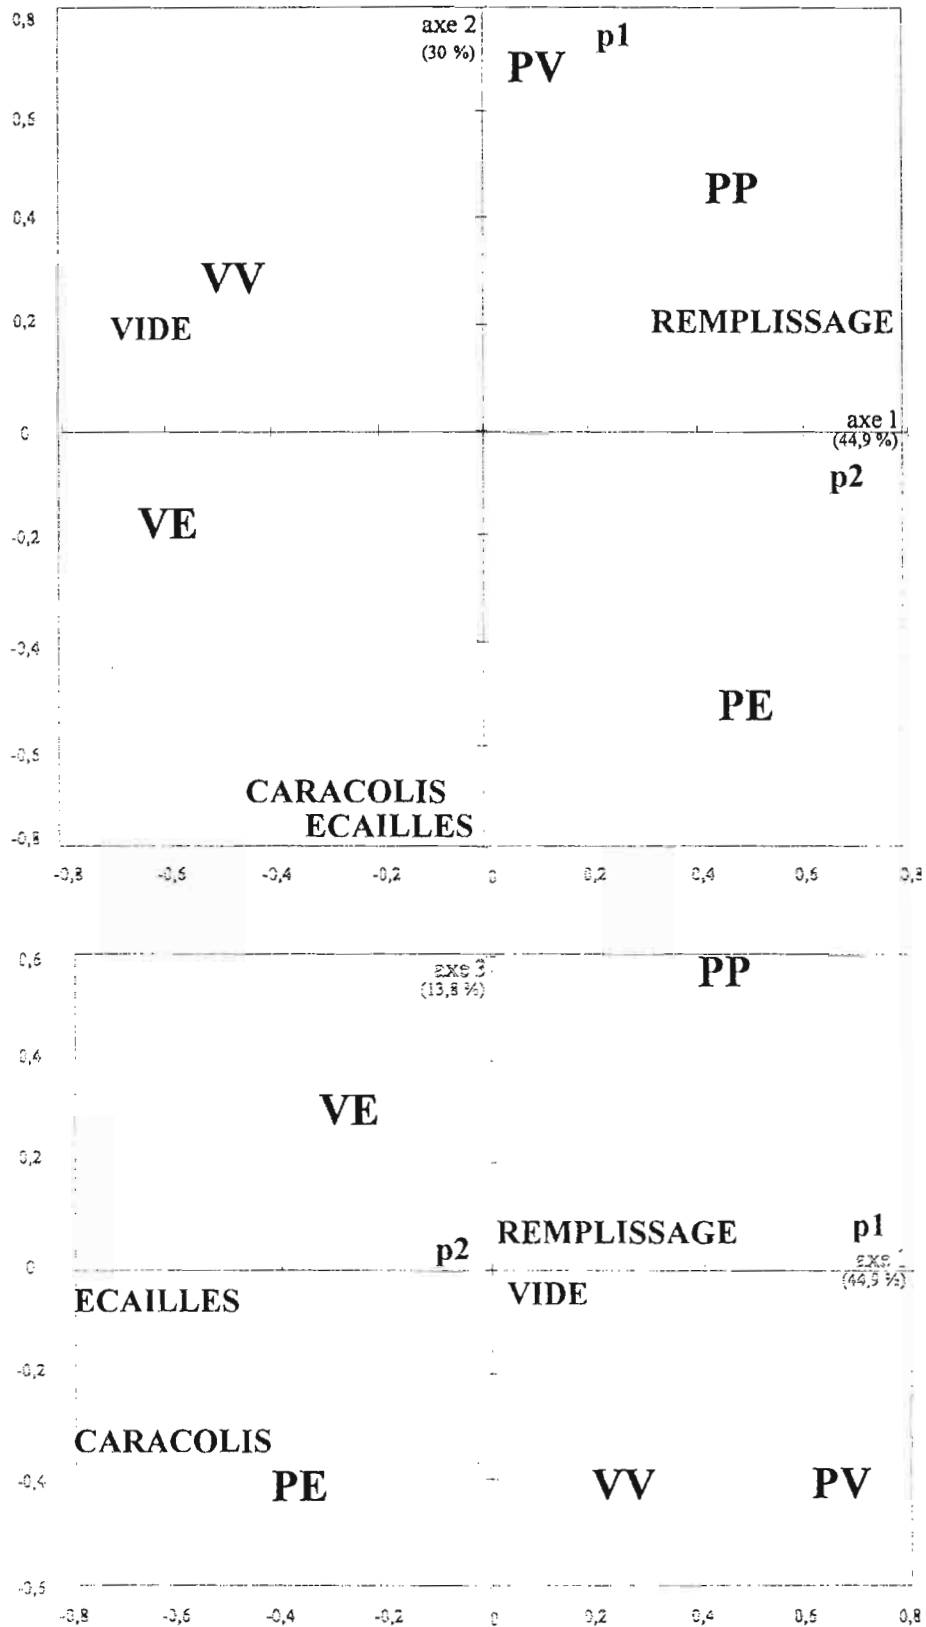 0,8
axe 2
(30 %)
p1
PV
0,6
PP
0,4
VV
0,2
VIDE
REMPLISSAGE
axe 1
0
(44,9 %)
p2
VE
-0,2
-0,4
PE
-0,6
CARACOLIS
ECAILLES
-0,8
-0,8 -0,6 -0,4 -0,2 0 0,2 0,4 0,6 0,8
0,6
axe 3
(13,8 %)
PP
0,4
VE
0,2
REMPLISSAGE
p1
p2
0
axe
(44,9 %)
VIDE
ECAILLES
-0,2
CARACOLIS
-0,4
PE
VV
PV
-0,6
-0,8 -0,6 -0,4 -0,2 0 0,2 0,4 0,6 0,8